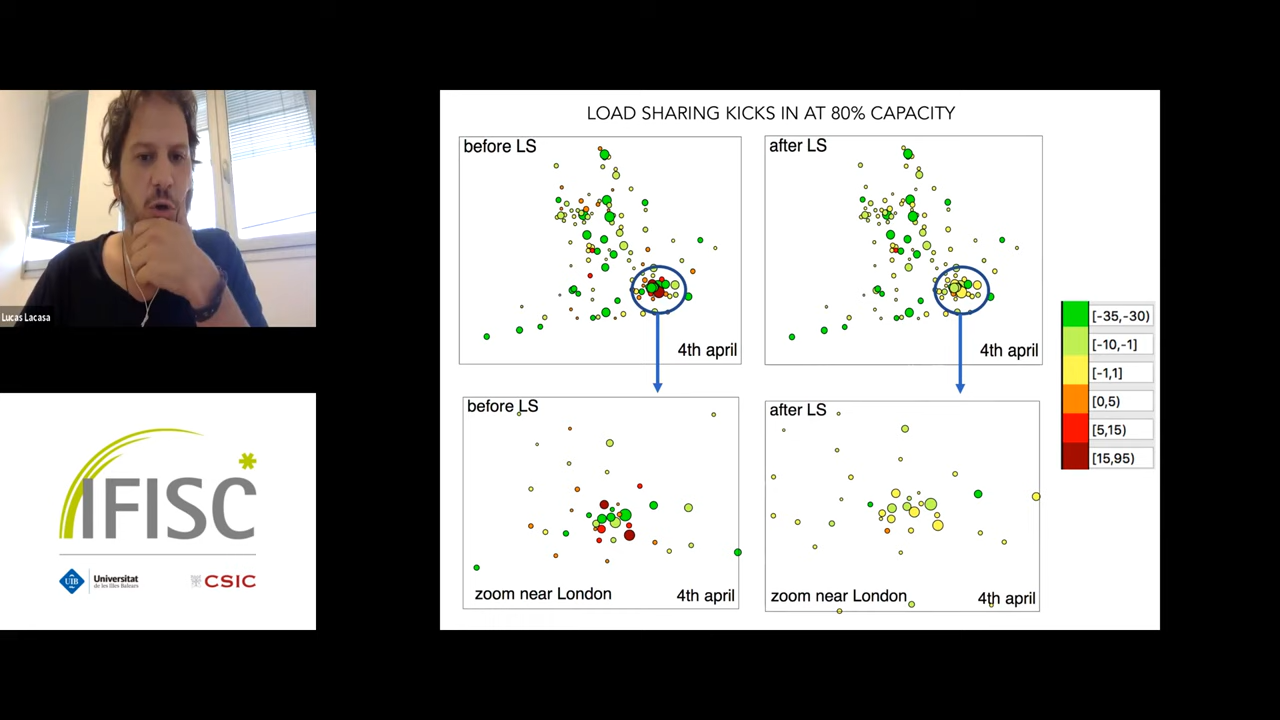 LOAD SHARING KICKS IN AT 80% CAPACITY
before LS
4th april
after LS
4th april
before LS
zoom near London
4th april
after LS
zoom near London
4th april
[-35,-30)
[-10,-1]
[-1,1]
[0,5)
[5,15)
[15,95)
Lucas Lacasa
IFISC
UIB
Universitat
de les Illes Balears
CSIC